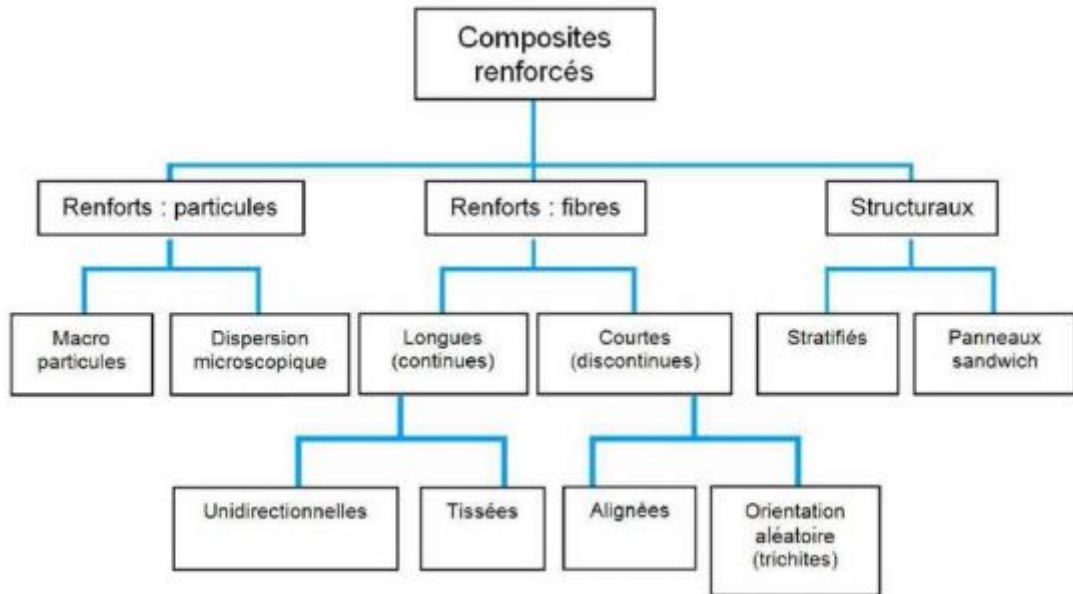 Composites
renforcés
Renforts : particules
Renforts : fibres
Structuraux
Macro
particules
Dispersion
microscopique
Longues
(continues)
Courtes
(discontinues)
Stratifiés
Panneaux
sandwich
Unidirectionnelles
Tissées
Alignées
Orientation
aléatoire
(trichites)